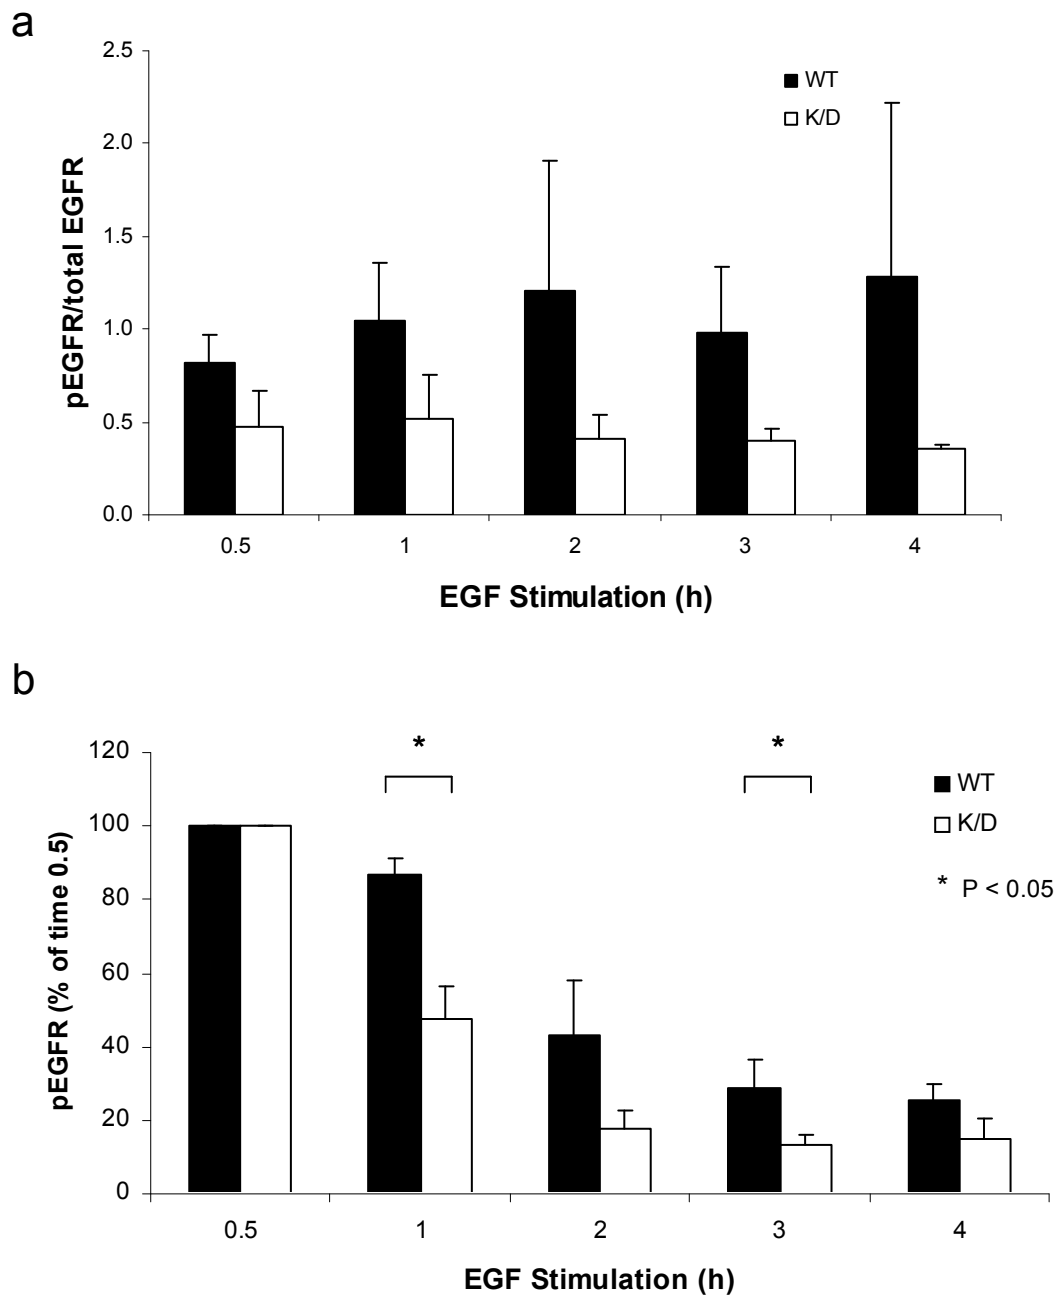 a
2.5
2.0
1.5
1.0
0.5
0.0
pEGFR/total EGFR
WT
K/D
0.5 1 2 3 4
EGF Stimulation (h)
b
120
100
80
60
40
20
0
pEGFR (% of time 0.5)
* *
WT
K/D
* P < 0.05
0.5 1 2 3 4
EGF Stimulation (h)